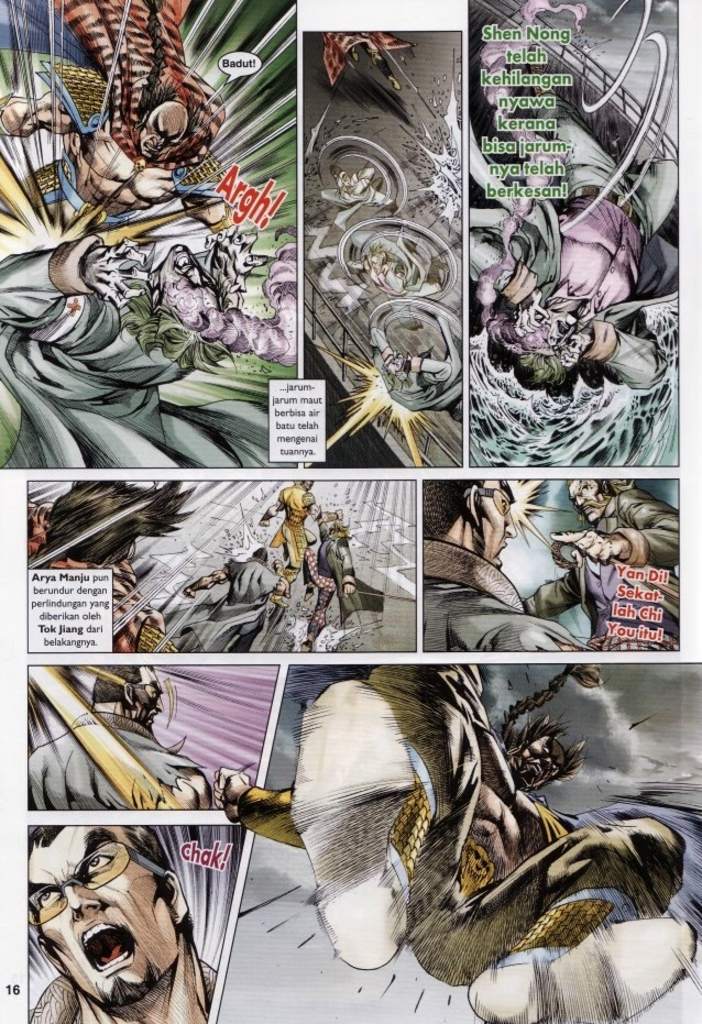 Badut!
Argh!
...jarum-
jarum maut
berbisa air
batu telah
mengenai
tuannya.
Shen Nong
telah
kehilangan
nyawa
kerana
bisa jarum-
nya telah
berkesan!
Arya Manju pun
berundur dengan
perlindungan yang
diberikan oleh
Tok Jiang dari
belakangnya.
Yan Di!
Sekat-
lah Chi
You itu!
chak!
16